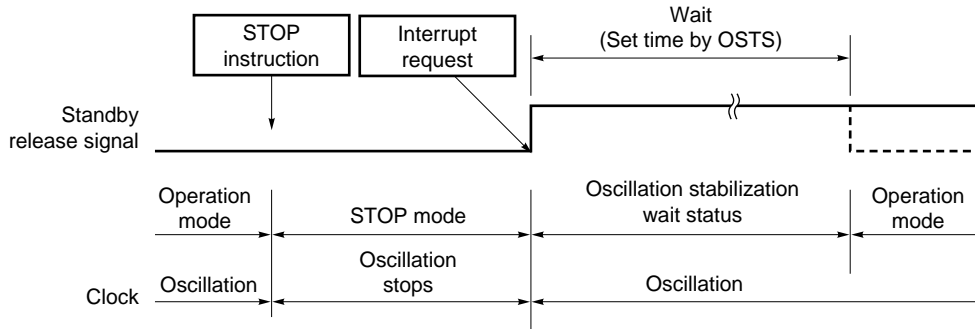 Wait
(Set time by OSTS)
STOP
instruction
Interrupt
request
Standby
release signal
Operation
mode
STOP mode
Oscillation stabilization
wait status
Operation
mode
Clock
Oscillation
Oscillation
stops
Oscillation